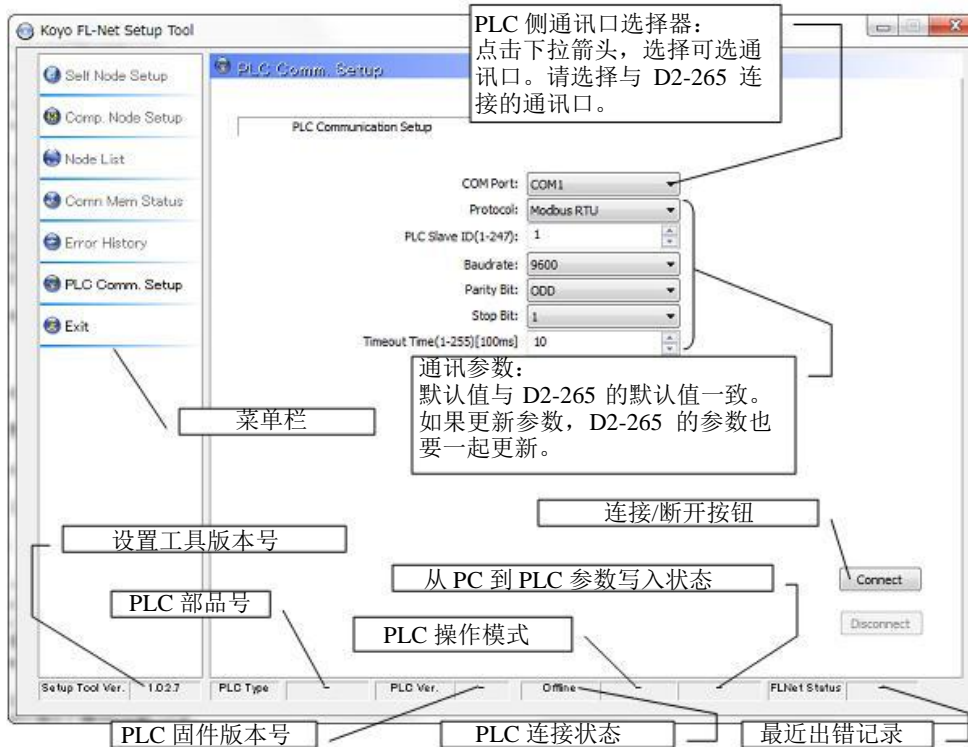 Koyo FL-Net Setup Tool
PLC 侧通讯口选择器：
点击下拉箭头，选择可选通
讯口。请选择与 D2-265 连
接的通讯口。
Self Node Setup
Comp. Node Setup
Node List
Comn Mem Status
Error History
PLC Comm. Setup
Exit
PLC Comm. Setup
PLC Communication Setup
COM Port: COM1
Protocol: Modbus RTU
PLC Slave ID(1-247): 1
Baudrate: 9600
Parity Bit: ODD
Stop Bit: 1
Timeout Time(1-255)[100ms] 10
通讯参数：
默认值与 D2-265 的默认值一致。
如果更新参数，D2-265 的参数也
要一起更新。
菜单栏
连接/断开按钮
设置工具版本号
从 PC 到 PLC 参数写入状态
Connect
PLC 部品号
PLC 操作模式
Disconnect
Setup Tool Ver. 1.0.2.7 PLC Type - PLC Ver. - Offline - - FLNet Status -
PLC 固件版本号
PLC 连接状态
最近出错记录